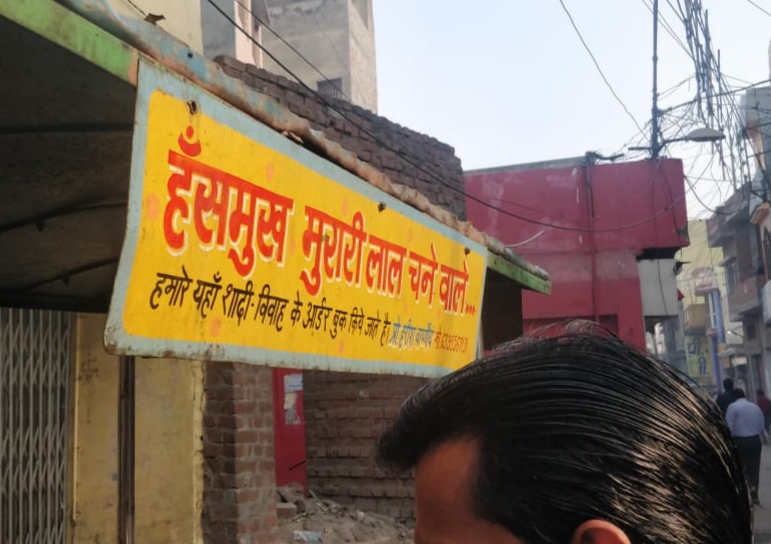 हँसमुख मुरारी लाल चने वाले...
हमारे यहाँ शादी-विवाह के आर्डर बुक किये जाते है।